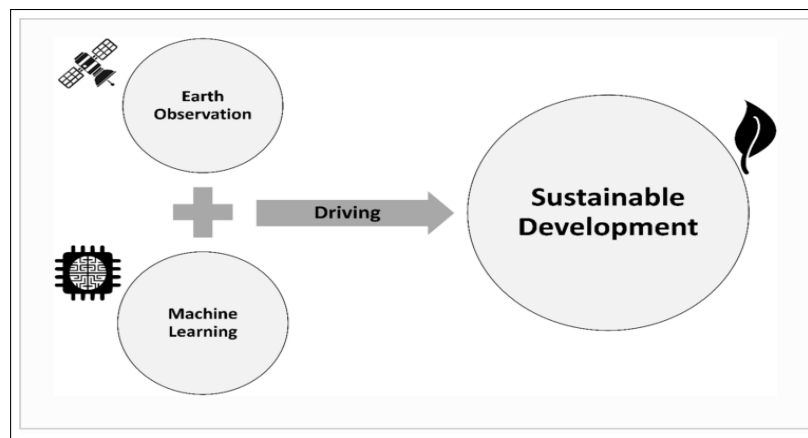 Earth
Observation
Driving
Sustainable
Development
Machine
Learning